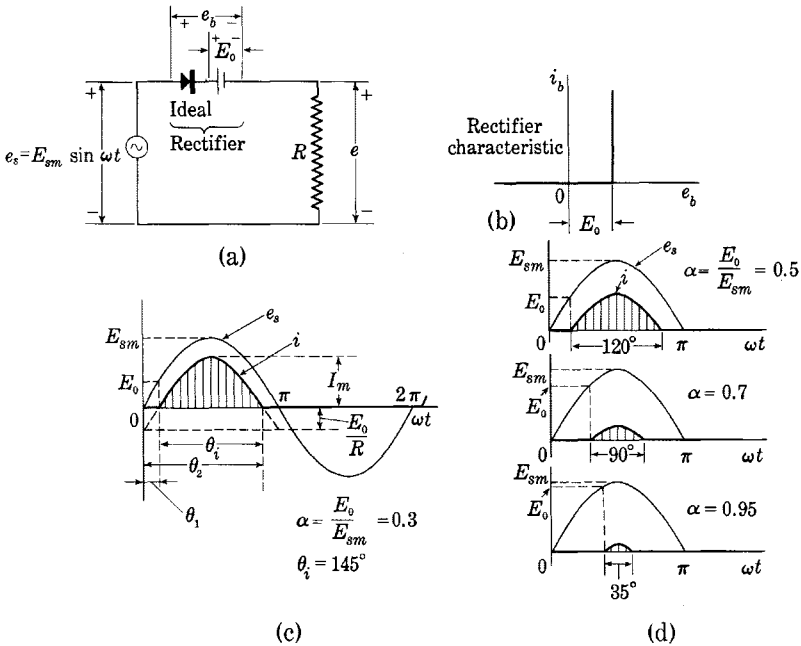 e_b
+ −
+ −
E_0
+
+
Ideal
Rectifier
e_s = E_sm sin ωt
R
e
−
−
(a)
i_b
Rectifier
characteristic
0
e_b
E_0
(b)
E_sm
e_s
i
E_0
I_m
0
π
2π
ωt
E_0
R
θ_i
θ_2
θ_1
α = E_0/E_sm = 0.3
θ_i = 145°
(c)
E_sm
e_s
α = E_0/E_sm = 0.5
E_0
i
0
120°
π
ωt
E_sm
E_0
α = 0.7
0
90°
π
ωt
E_sm
E_0
α = 0.95
0
π
ωt
35°
(d)